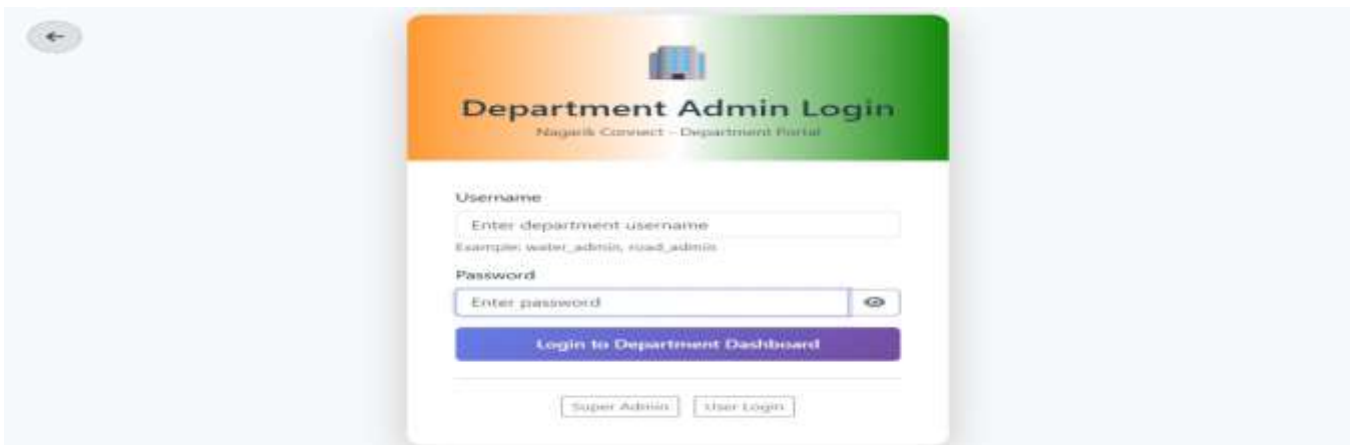 Department Admin Login
Nagarik Connect - Department Portal
Username
Enter department username
Example: water_admin, road_admin
Password
Enter password
Login to Department Dashboard
Super Admin
User Login